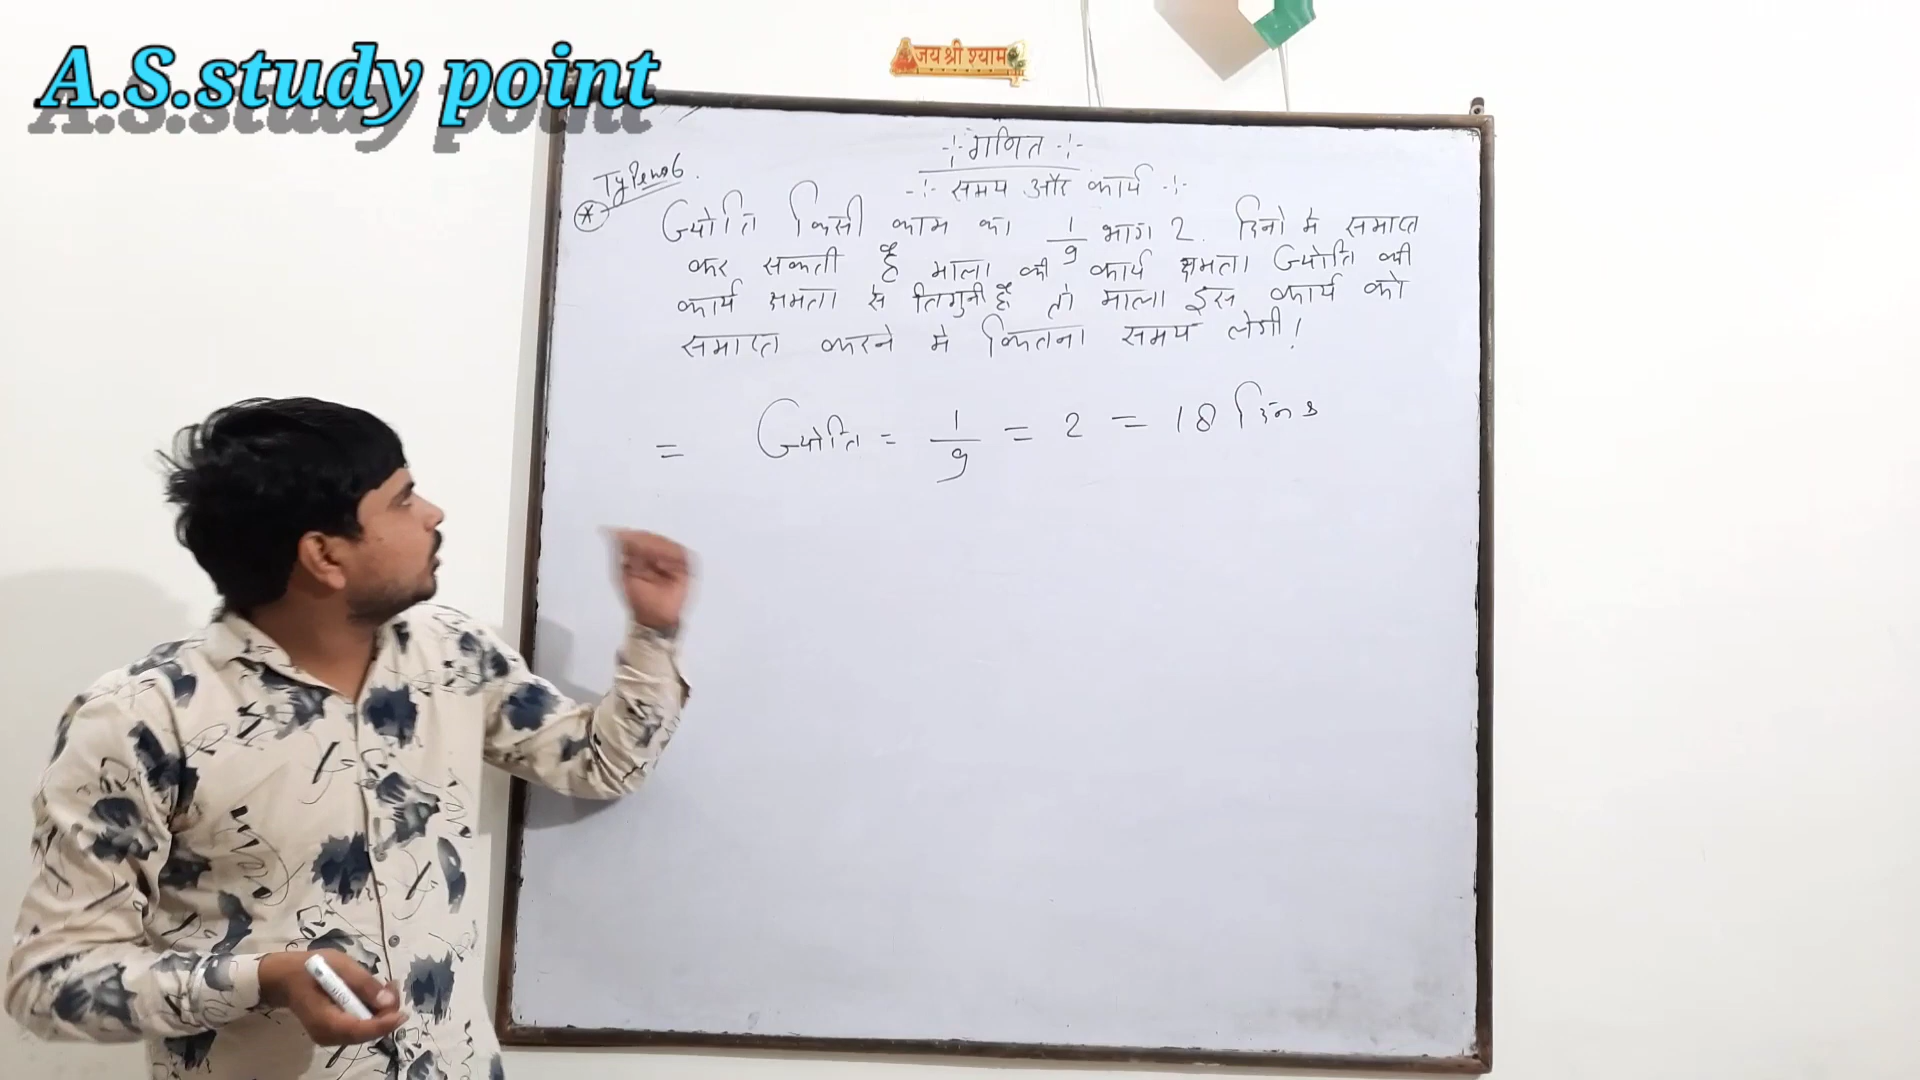 A.S.study point
जय श्री श्याम
गणित
समय और कार्य
Type no 6.
ज्योति किसी काम का 1/9 भाग 2. दिनो मे समाप्त
कर सकती है माला की कार्य क्षमता ज्योति की
कार्य क्षमता से तिगुनी है तो माला इस कार्य को
समाप्त करने मे कितना समय लेगी!
= ज्योति = 1/9 = 2 = 18 दिन